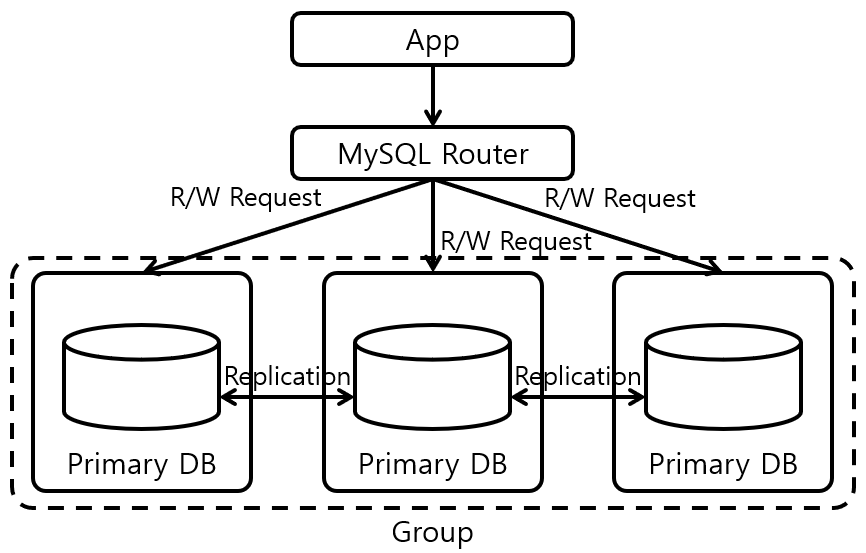 App
MySQL Router
R/W Request
R/W Request
R/W Request
Replication
Replication
Primary DB
Primary DB
Primary DB
Group